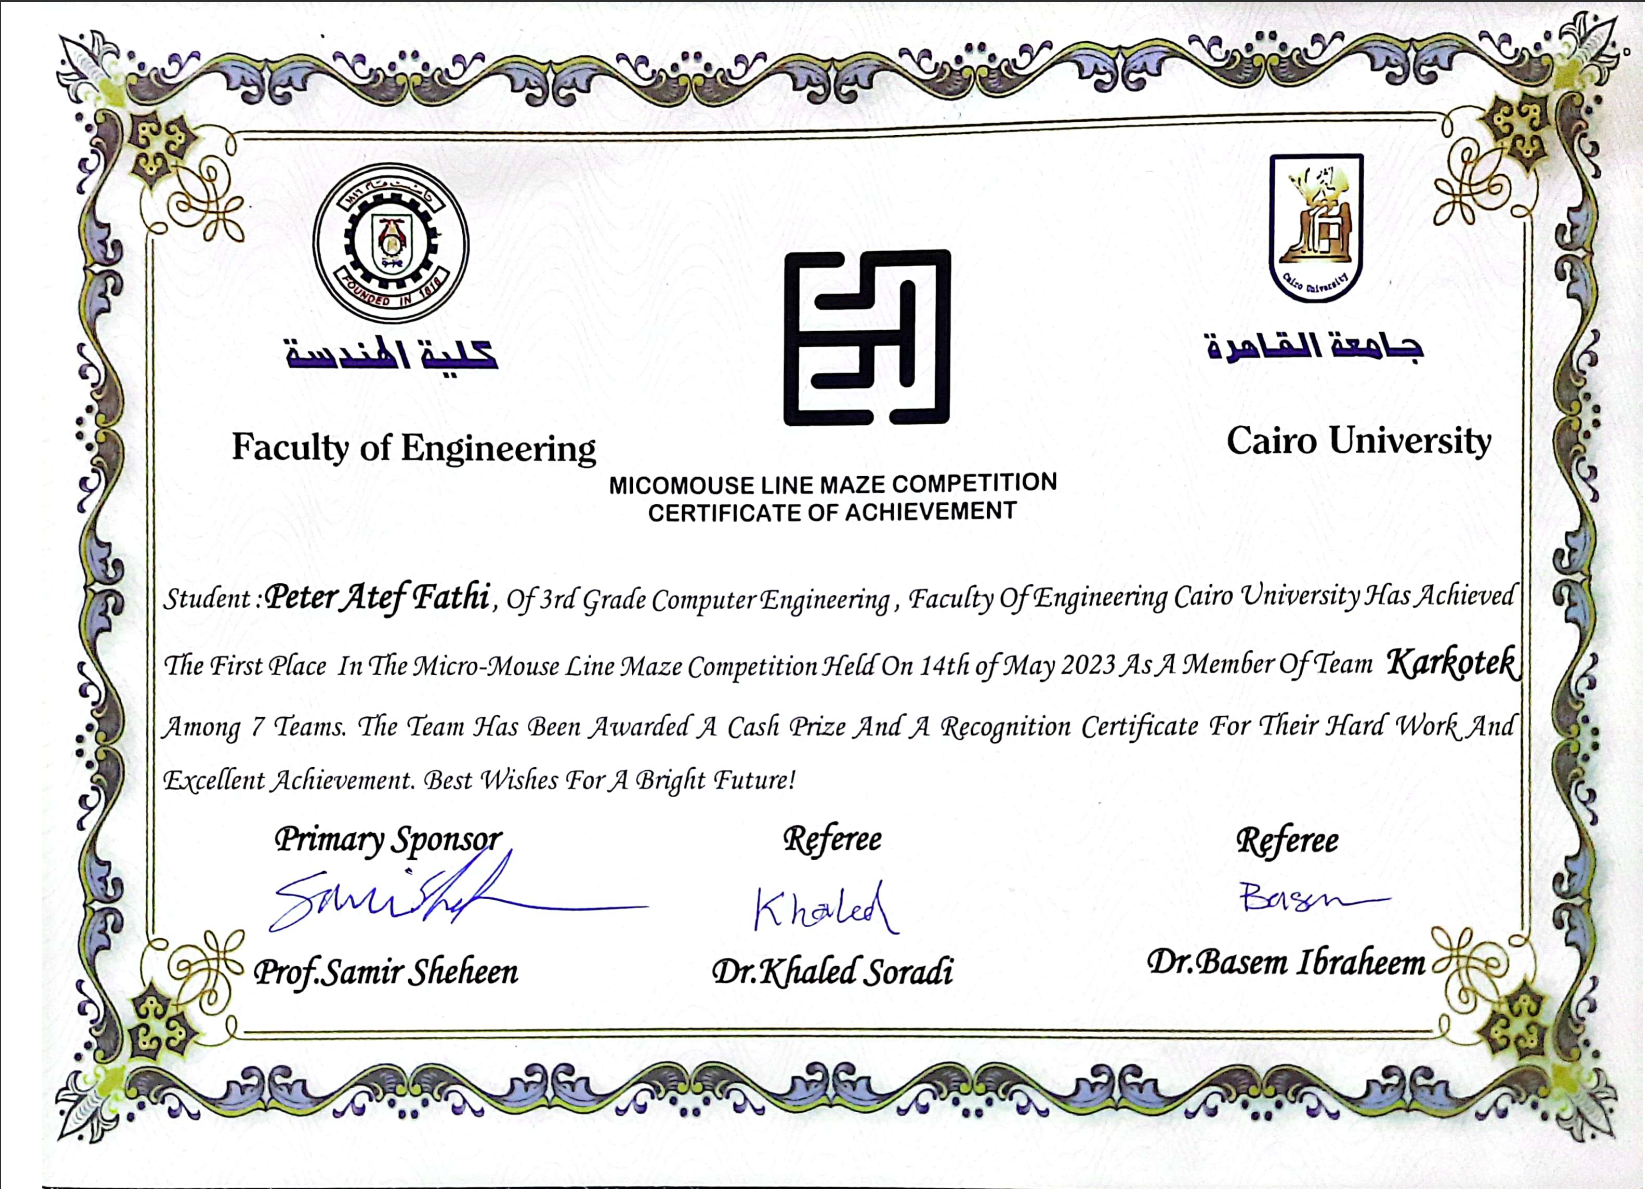 FOUNDED IN 1818
Cairo University
كلية الهندسة
جامعة القاهرة
Faculty of Engineering
Cairo University
MICOMOUSE LINE MAZE COMPETITION
CERTIFICATE OF ACHIEVEMENT
Student :Peter Atef Fathi, Of 3rd Grade Computer Engineering, Faculty Of Engineering Cairo University Has Achieved
The First Place In The Micro-Mouse Line Maze Competition Held On 14th of May 2023 As A Member Of Team Karkotek
Among 7 Teams. The Team Has Been Awarded A Cash Prize And A Recognition Certificate For Their Hard Work And
Excellent Achievement. Best Wishes For A Bright Future!
Primary Sponsor
Referee
Referee
Khaled
Basem
Prof.Samir Sheheen
Dr.Khaled Soradi
Dr.Basem Ibraheem